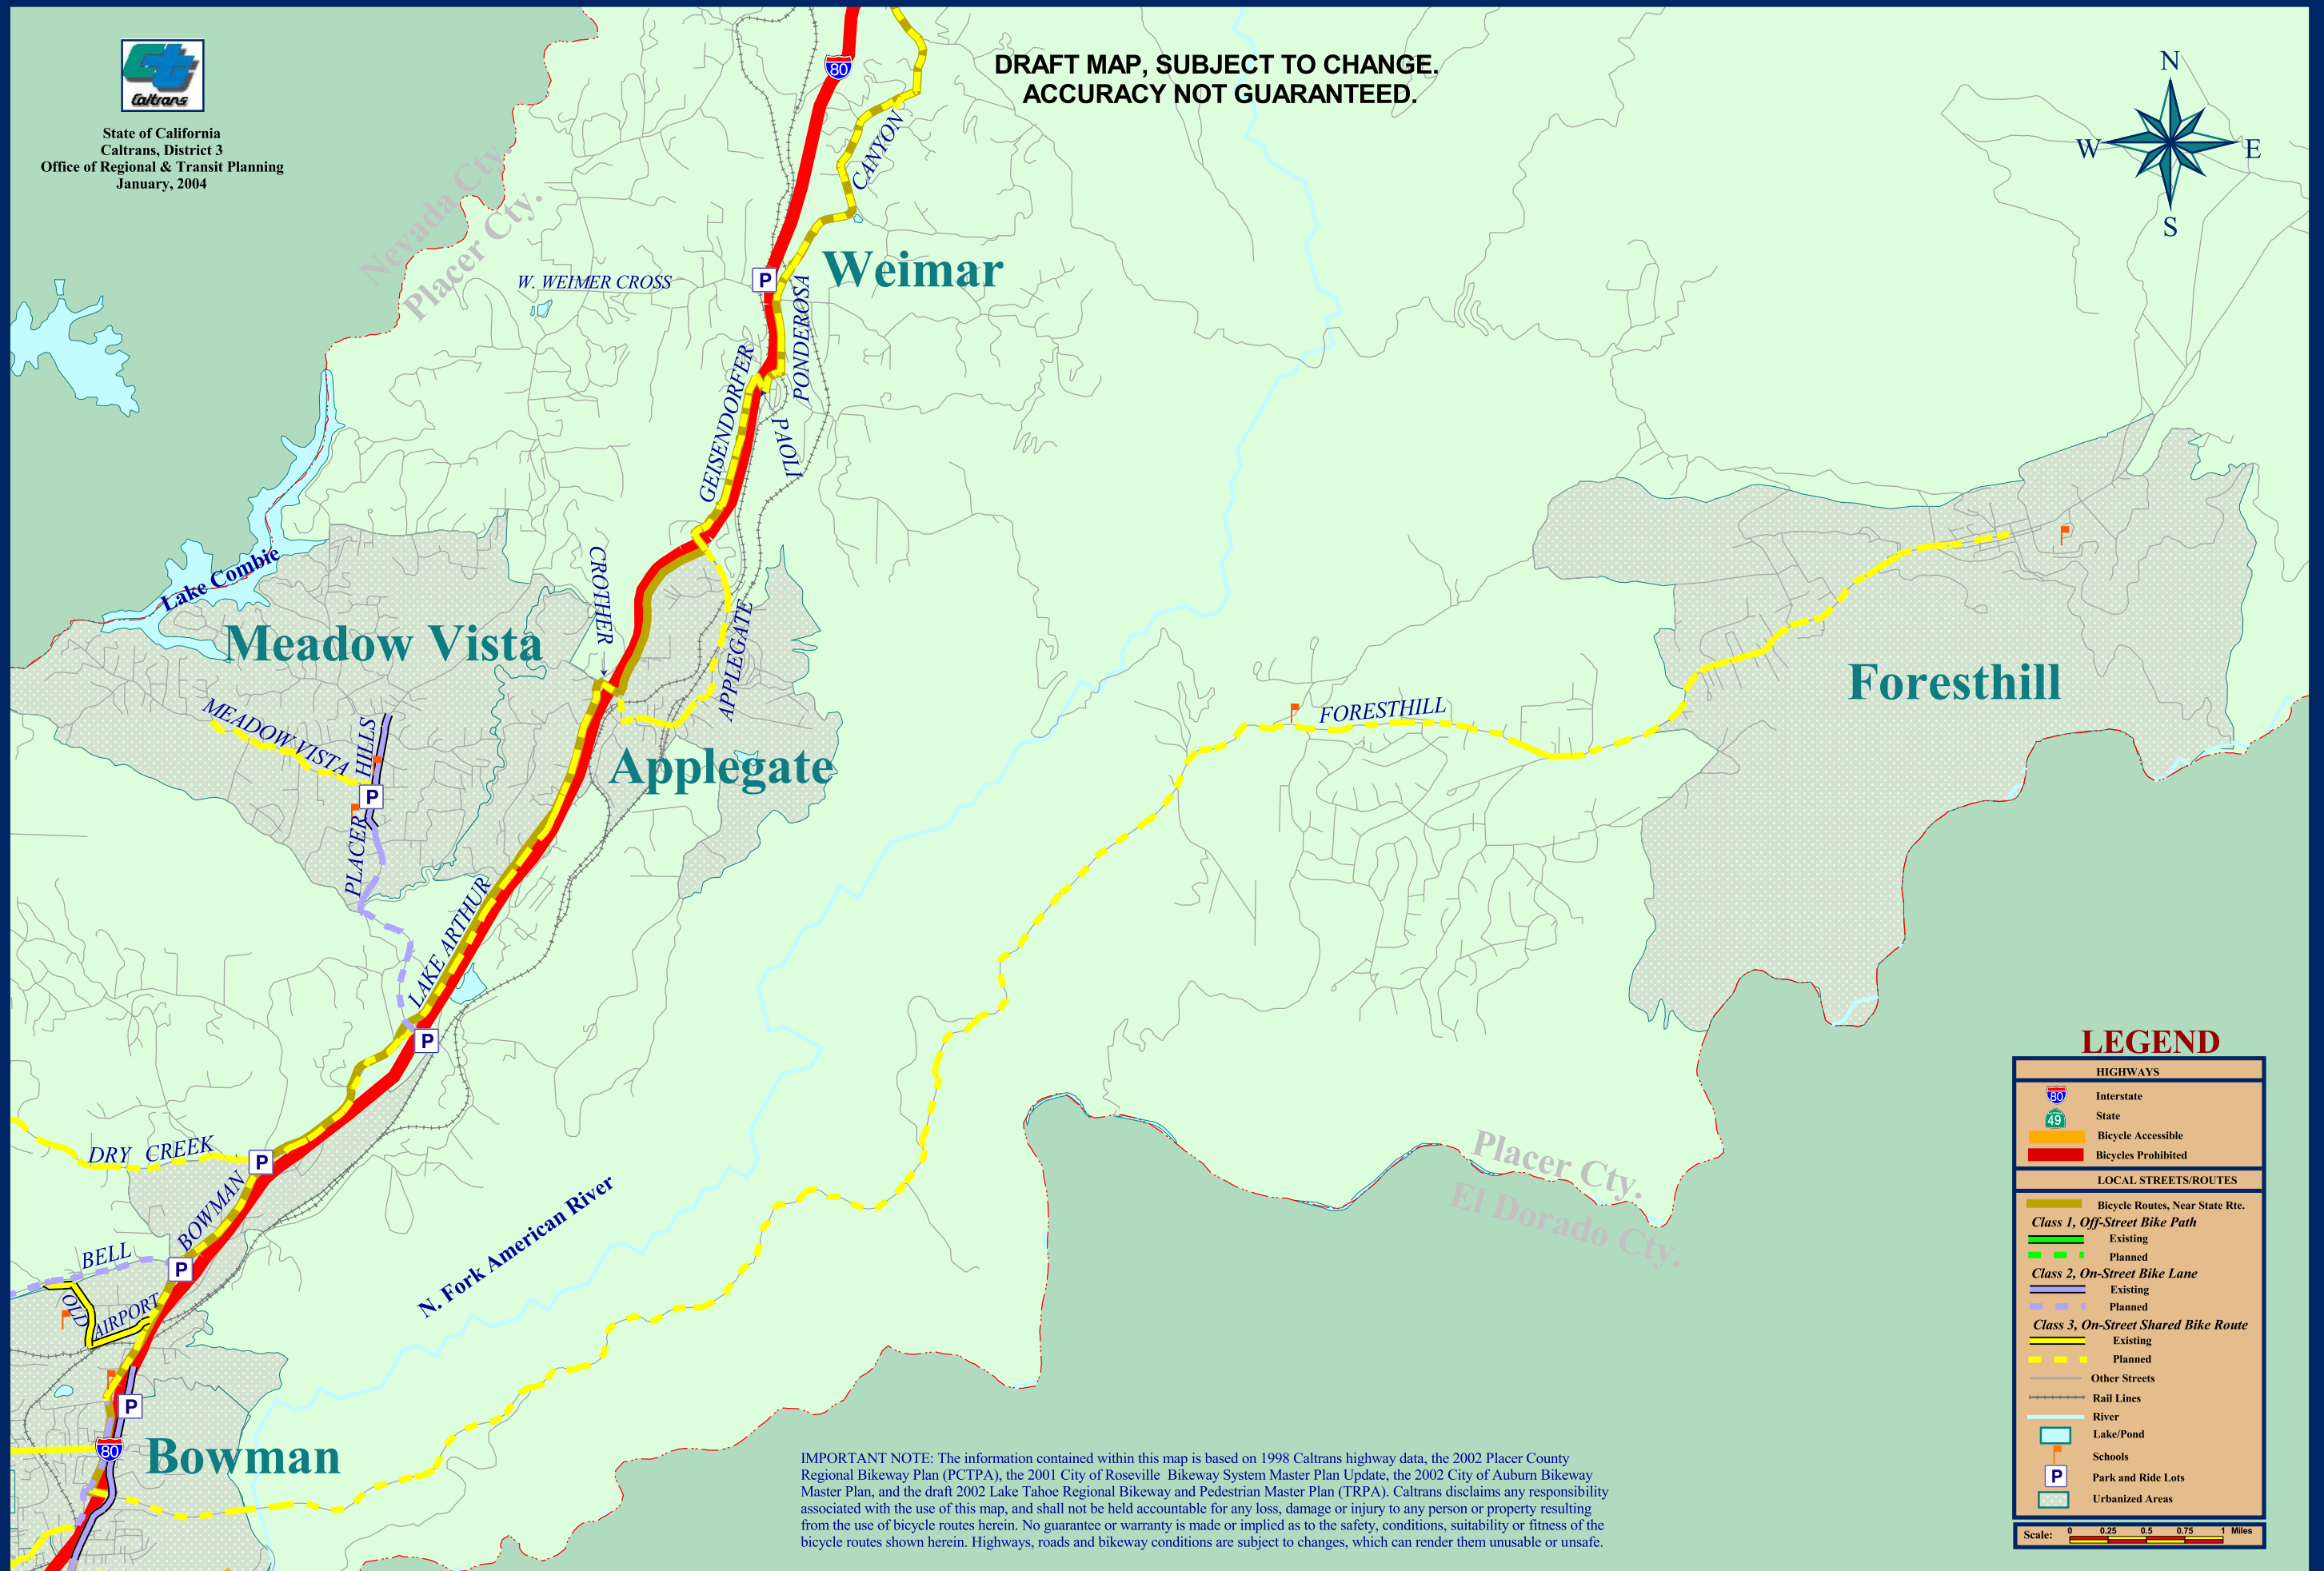 Caltrans
State of California
Caltrans, District 3
Office of Regional & Transit Planning
January, 2004
DRAFT MAP, SUBJECT TO CHANGE.
ACCURACY NOT GUARANTEED.
80
N
W
E
S
CANYON
Nevada Cty.
Placer Cty.
Weimar
W. WEIMER CROSS
P
PONDEROSA
GEISENDORFER
PAOLI
Lake Combie
CROTHER
Meadow Vista
APPLEGATE
Foresthill
MEADOW VISTA
HILLS
PLACER
P
FORESTHILL
Applegate
LAKE ARTHUR
P
DRY CREEK
P
BOWMAN
BELL
P
OLD
AIRPORT
N. Fork American River
P
80
Bowman
Placer Cty.
El Dorado Cty.
LEGEND
HIGHWAYS
80 Interstate
49 State
Bicycle Accessible
Bicycles Prohibited
LOCAL STREETS/ROUTES
Bicycle Routes, Near State Rte.
Class 1, Off-Street Bike Path
Existing
Planned
Class 2, On-Street Bike Lane
Existing
Planned
Class 3, On-Street Shared Bike Route
Existing
Planned
Other Streets
Rail Lines
River
Lake/Pond
Schools
P Park and Ride Lots
Urbanized Areas
Scale: 0 0.25 0.5 0.75 1 Miles
IMPORTANT NOTE: The information contained within this map is based on 1998 Caltrans highway data, the 2002 Placer County
Regional Bikeway Plan (PCTPA), the 2001 City of Roseville Bikeway System Master Plan Update, the 2002 City of Auburn Bikeway
Master Plan, and the draft 2002 Lake Tahoe Regional Bikeway and Pedestrian Master Plan (TRPA). Caltrans disclaims any responsibility
associated with the use of this map, and shall not be held accountable for any loss, damage or injury to any person or property resulting
from the use of bicycle routes herein. No guarantee or warranty is made or implied as to the safety, conditions, suitability or fitness of the
bicycle routes shown herein. Highways, roads and bikeway conditions are subject to changes, which can render them unusable or unsafe.